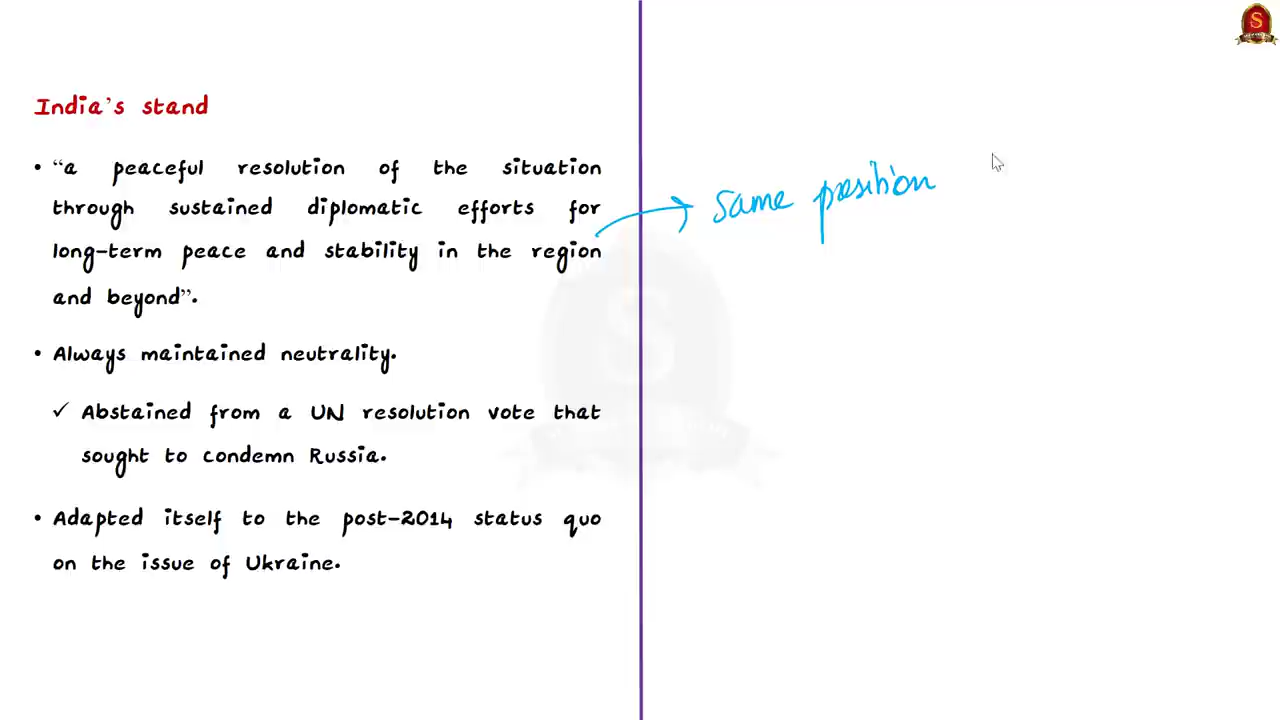 India's stand
• “a peaceful resolution of the situation
through sustained diplomatic efforts for
long-term peace and stability in the region
and beyond”.
• Always maintained neutrality.
✓ Abstained from a UN resolution vote that
sought to condemn Russia.
• Adapted itself to the post-2014 status quo
on the issue of Ukraine.
Same position
S